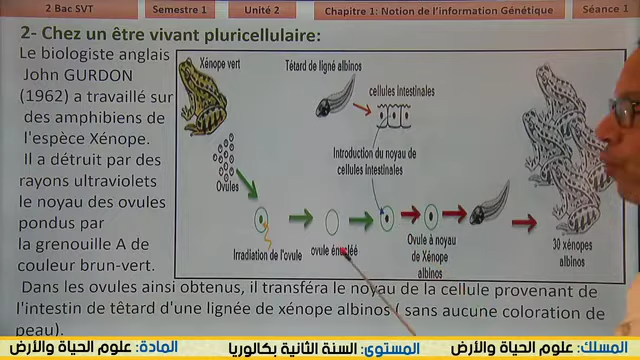 2 Bac SVT
Semestre 1
Unité 2
Chapitre 1: Notion de l'information Génétique
Séance 1
2- Chez un être vivant pluricellulaire:
Le biologiste anglais
John GURDON
(1962) a travaillé sur
des amphibiens de
l'espèce Xénope.
Il a détruit par des
rayons ultraviolets
le noyau des ovules
pondus par
la grenouille A de
couleur brun-vert.
Xénope vert
Tétard de ligné albinos
cellules intestinales
Ovules
Introduction du noyau de
cellules intestinales
Irradiation de l'ovule
ovule énucléé
Ovule à noyau
de Xénope
albinos
30 xénopes
albinos
Dans les ovules ainsi obtenus, il transféra le noyau de la cellule provenant de
l'intestin de têtard d'une lignée de xénope albinos ( sans aucune coloration de
peau).
المسلك: علوم الحياة والأرض
المستوى: السنة الثانية بكالوريا
المادة: علوم الحياة والأرض